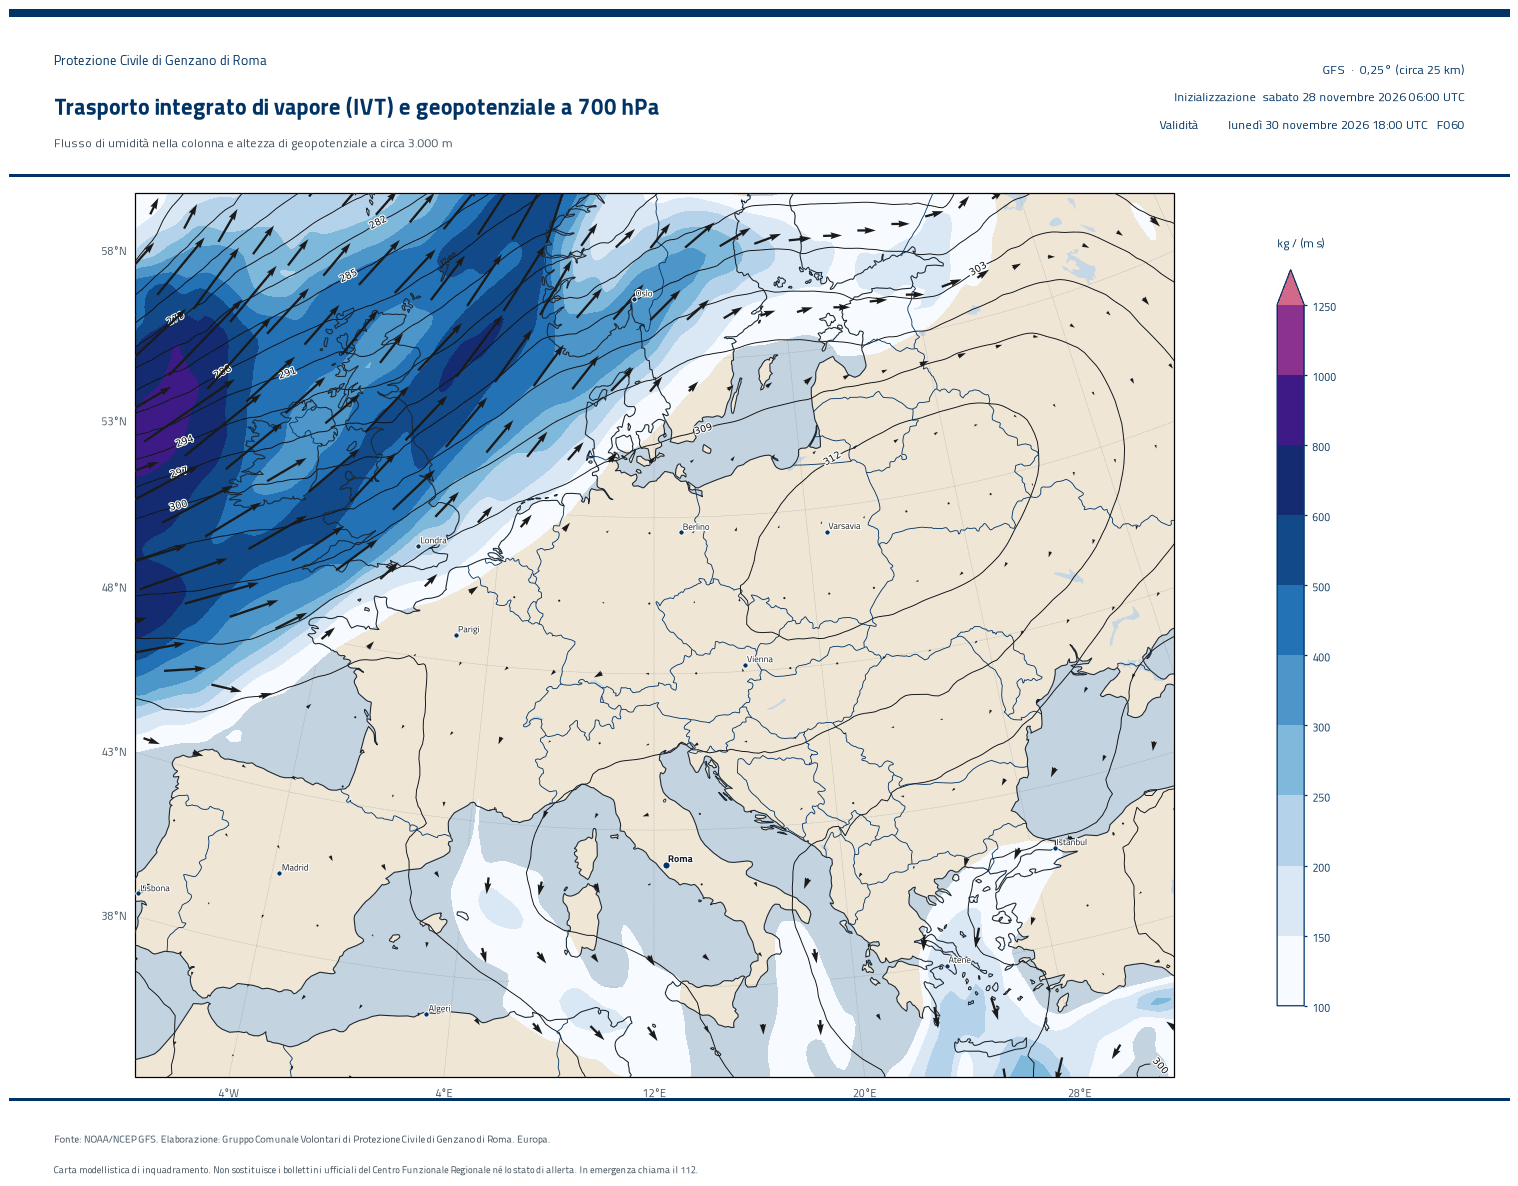 Protezione Civile di Genzano di Roma
Trasporto integrato di vapore (IVT) e geopotenziale a 700 hPa
Flusso di umidità nella colonna e altezza di geopotenziale a circa 3.000 m
GFS · 0,25° (circa 25 km)
Inizializzazione sabato 28 novembre 2026 06:00 UTC
Validità lunedì 30 novembre 2026 18:00 UTC F060
kg / (m s)
1250
1000
800
600
500
400
300
250
200
150
100
58°N
53°N
48°N
43°N
38°N
4°W
4°E
12°E
20°E
28°E
282
285
291
294
297
300
303
309
312
300
Oslo
Londra
Berlino
Varsavia
Parigi
Vienna
Madrid
Lisbona
Roma
Istanbul
Atene
Algeri
Fonte: NOAA/NCEP GFS. Elaborazione: Gruppo Comunale Volontari di Protezione Civile di Genzano di Roma. Europa.
Carta modellistica di inquadramento. Non sostituisce i bollettini ufficiali del Centro Funzionale Regionale né lo stato di allerta. In emergenza chiama il 112.